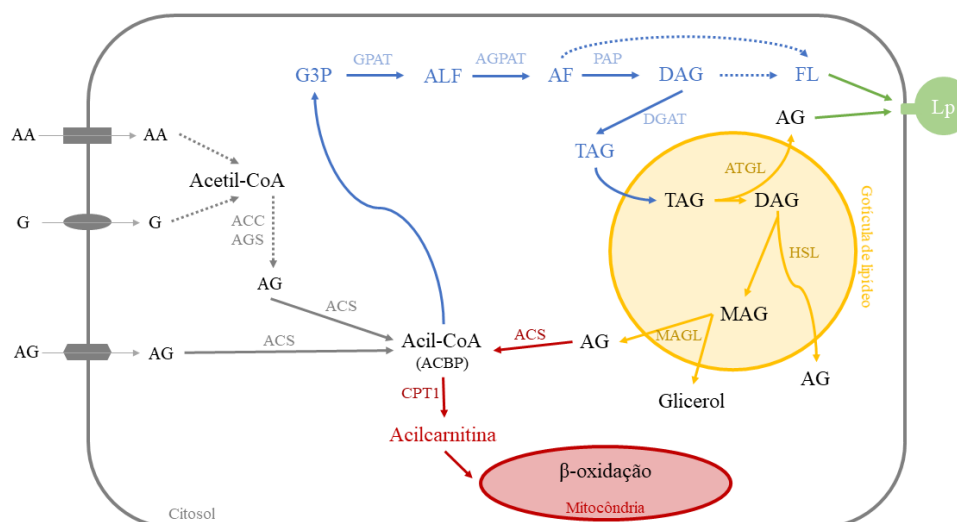 GPAT
AGPAT
PAP
G3P
ALF
AF
DAG
FL
Lp
DGAT
AG
AA
AA
TAG
ATGL
Acetil-CoA
TAG
DAG
G
G
ACC
AGS
HSL
Gotícula de lipídeo
AG
ACS
MAG
ACS
ACS
MAGL
AG
AG
Acil-CoA
(ACBP)
AG
AG
CPT1
Glicerol
Acilcarnitina
β-oxidação
Mitocôndria
Citosol